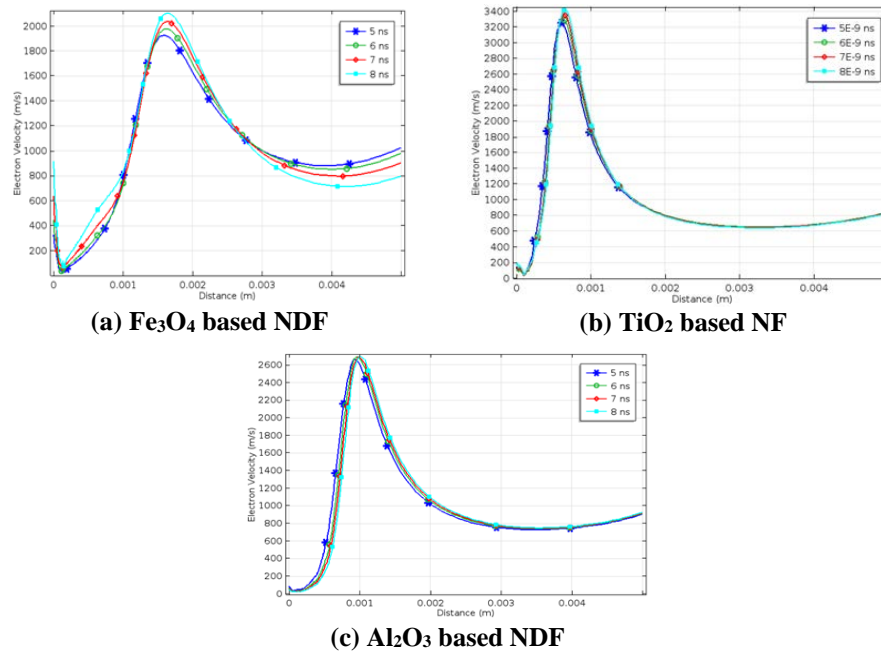 2000
1800
1600
1400
1200
1000
800
600
400
200
Electron Velocity (m/s)
5 ns
6 ns
7 ns
8 ns
0 0.001 0.002 0.003 0.004
Distance (m)
(a) Fe₃O₄ based NDF
3400
3200
3000
2800
2600
2400
2200
2000
1800
1600
1400
1200
1000
800
600
400
200
0
Electron Velocity (m/s)
5E-9 ns
6E-9 ns
7E-9 ns
8E-9 ns
0 0.001 0.002 0.003 0.004
Distance (m)
(b) TiO₂ based NF
2600
2400
2200
2000
1800
1600
1400
1200
1000
800
600
400
200
0
Electron Velocity (m/s)
5 ns
6 ns
7 ns
8 ns
0 0.001 0.002 0.003 0.004
Distance (m)
(c) Al₂O₃ based NDF